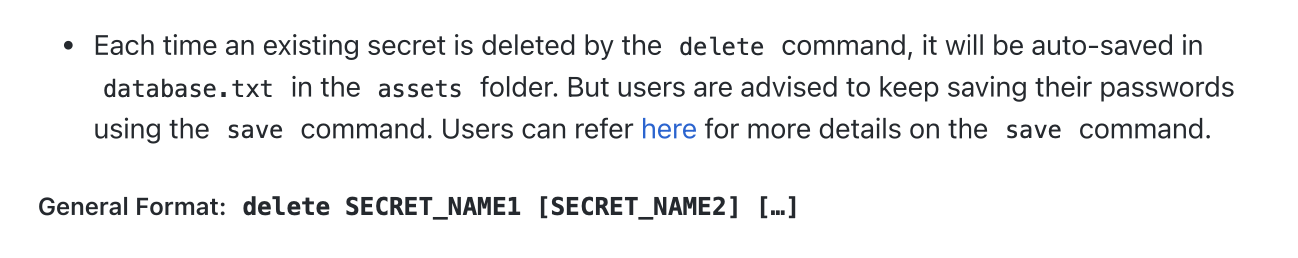 • Each time an existing secret is deleted by the delete command, it will be auto-saved in
database.txt in the assets folder. But users are advised to keep saving their passwords
using the save command. Users can refer here for more details on the save command.
General Format: delete SECRET_NAME1 [SECRET_NAME2] […]